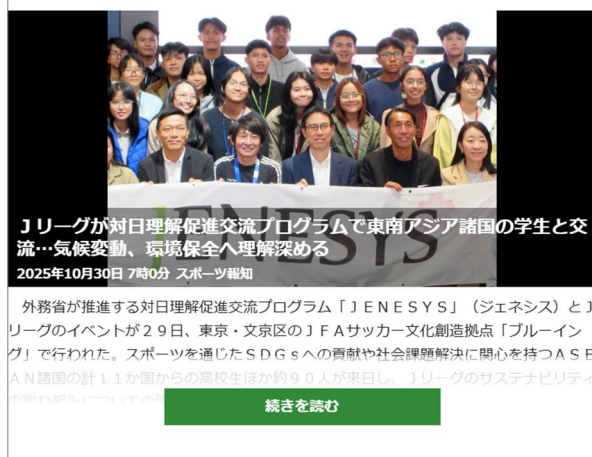 JENESYS
Ｊリーグが対日理解促進交流プログラムで東南アジア諸国の学生と交
流…気候変動、環境保全へ理解深める
2025年10月30日 7時0分 スポーツ報知
外務省が推進する対日理解促進交流プログラム「ＪＥＮＥＳＹＳ」（ジェネシス）とＪ
リーグのイベントが２９日、東京・文京区のＪＦＡサッカー文化創造拠点「ブルーイン
グ」で行われた。スポーツを通じたＳＤＧｓへの貢献や社会課題解決に関心を持つＡＳＥ
ＡＮ諸国の計１１か国からの高校生ほか約９０人が来日し、Ｊリーグのサステナビリティ
の取り組みについての
続きを読む